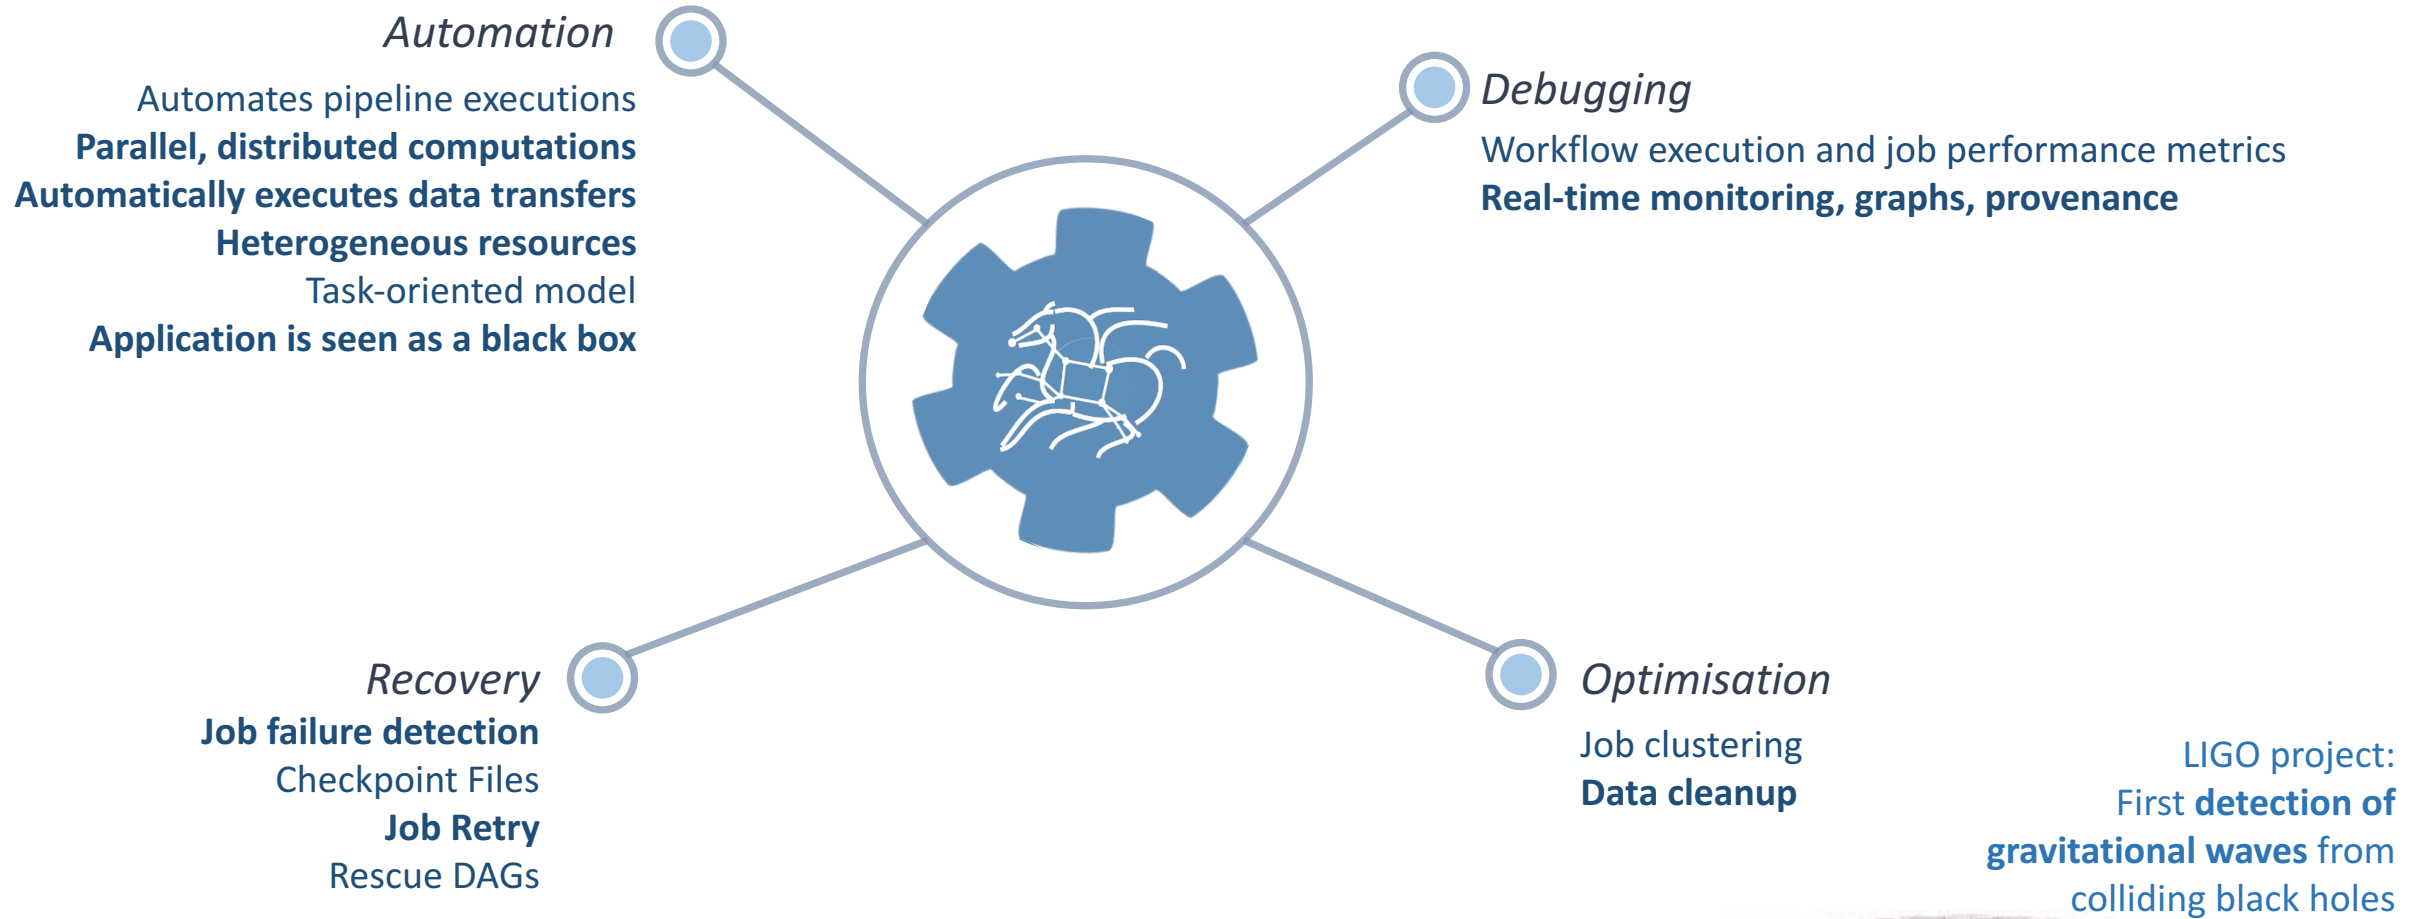 Automation
Automates pipeline executions
Parallel, distributed computations
Automatically executes data transfers
Heterogeneous resources
Task-oriented model
Application is seen as a black box
Debugging
Workflow execution and job performance metrics
Real-time monitoring, graphs, provenance
Recovery
Job failure detection
Checkpoint Files
Job Retry
Rescue DAGs
Optimisation
Job clustering
Data cleanup
LIGO project:
First detection of
gravitational waves from
colliding black holes